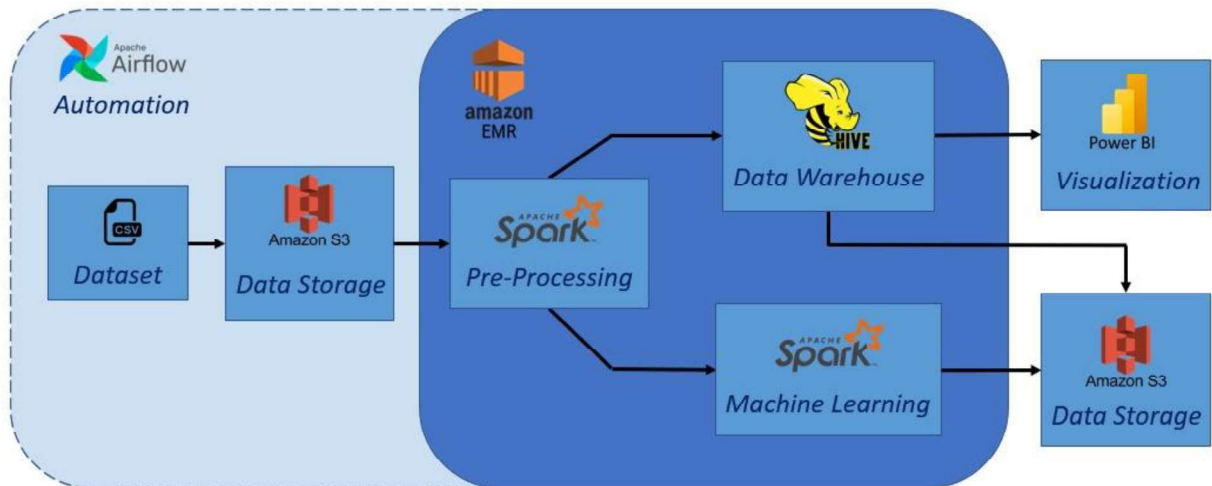 Apache
Airflow
Automation
amazon
EMR
CSV
Dataset
Amazon S3
Data Storage
APACHE
Spark
Pre-Processing
HIVE
Data Warehouse
Power BI
Visualization
APACHE
Spark
Machine Learning
Amazon S3
Data Storage